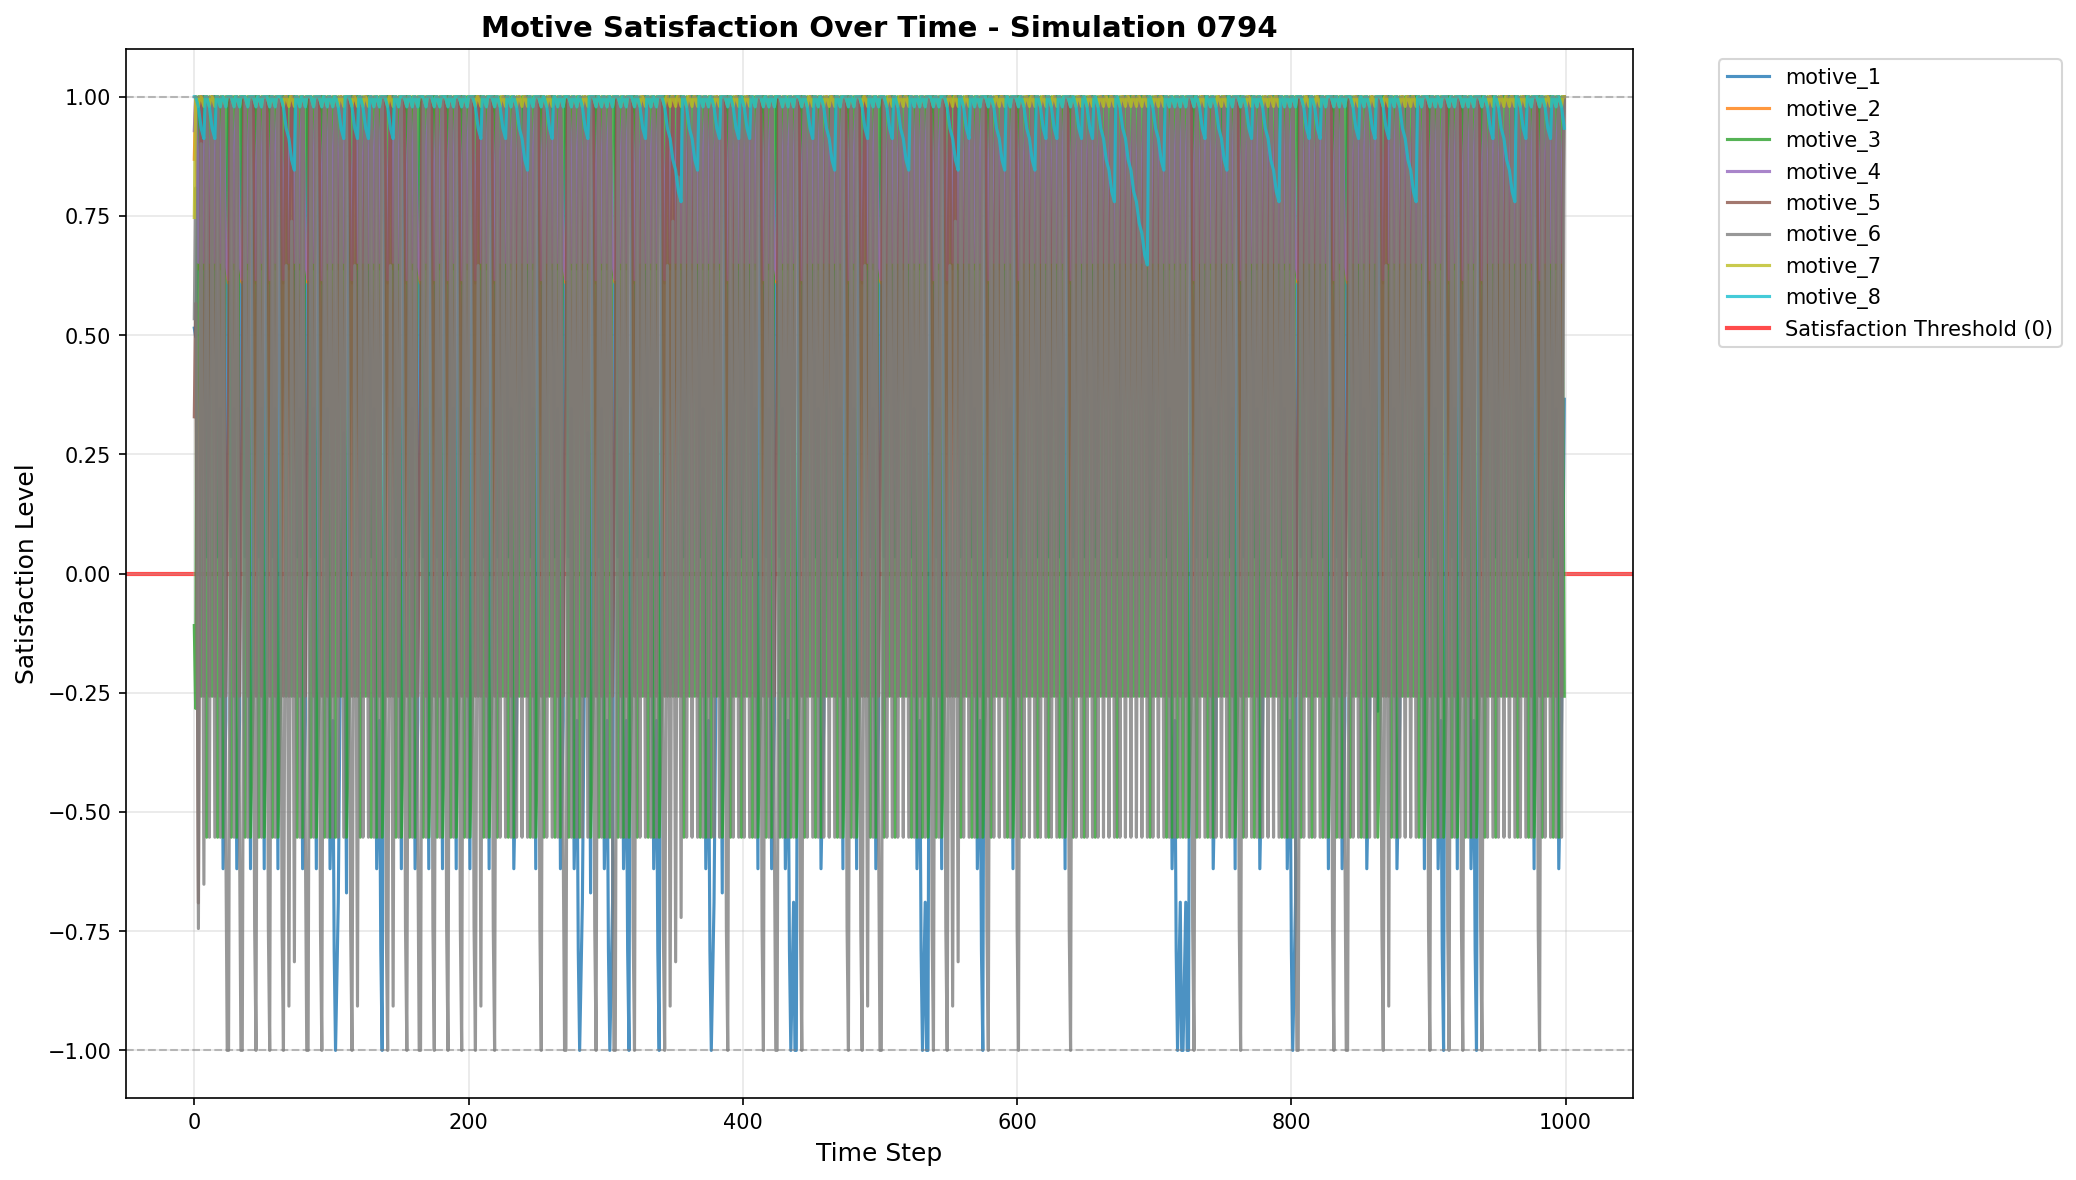 Motive Satisfaction Over Time - Simulation 0794
1.00
0.75
0.50
0.25
0.00
−0.25
−0.50
−0.75
−1.00
Satisfaction Level
0
200
400
600
800
1000
Time Step
motive_1
motive_2
motive_3
motive_4
motive_5
motive_6
motive_7
motive_8
Satisfaction Threshold (0)